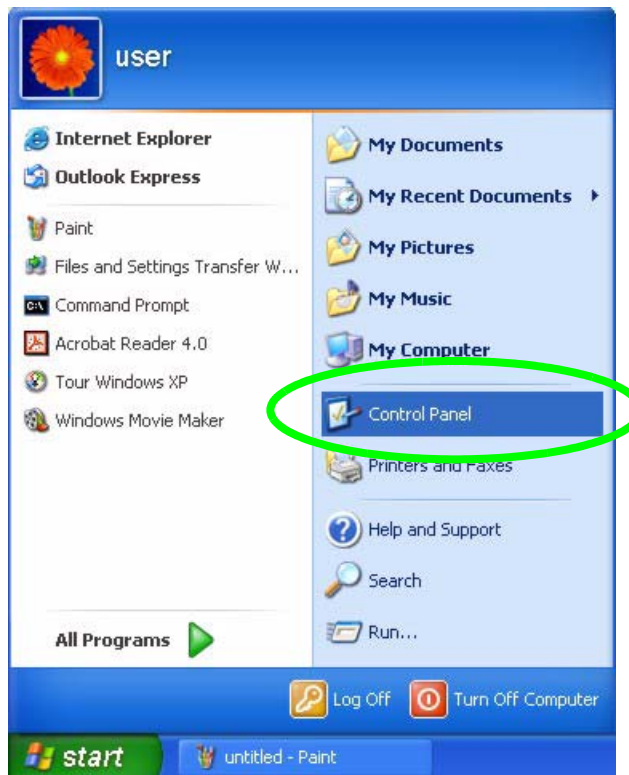 user
Internet Explorer
Outlook Express
Paint
Files and Settings Transfer W...
C:\
Command Prompt
Acrobat Reader 4.0
Tour Windows XP
Windows Movie Maker
All Programs
My Documents
My Recent Documents
My Pictures
My Music
My Computer
Control Panel
Printers and Faxes
Help and Support
Search
Run...
Log Off
Turn Off Computer
start
untitled - Paint